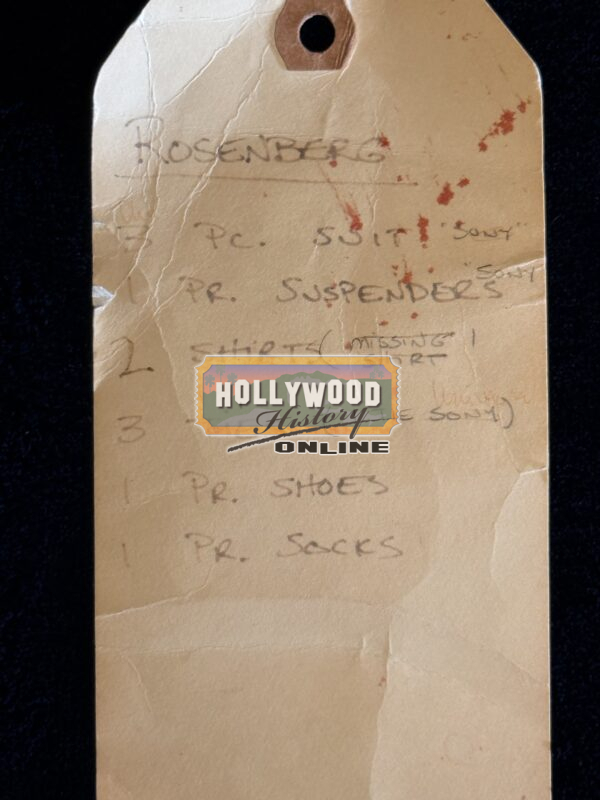 ROSENBERG
3 PC. SUIT "SONY"
1 PR. SUSPENDERS "SONY
2 SHIRTS (MISSING 1 SHIRT
HOLLYWOOD
History
ONLINE
3 SONY)
1 PR. SHOES
1 PR. SOCKS